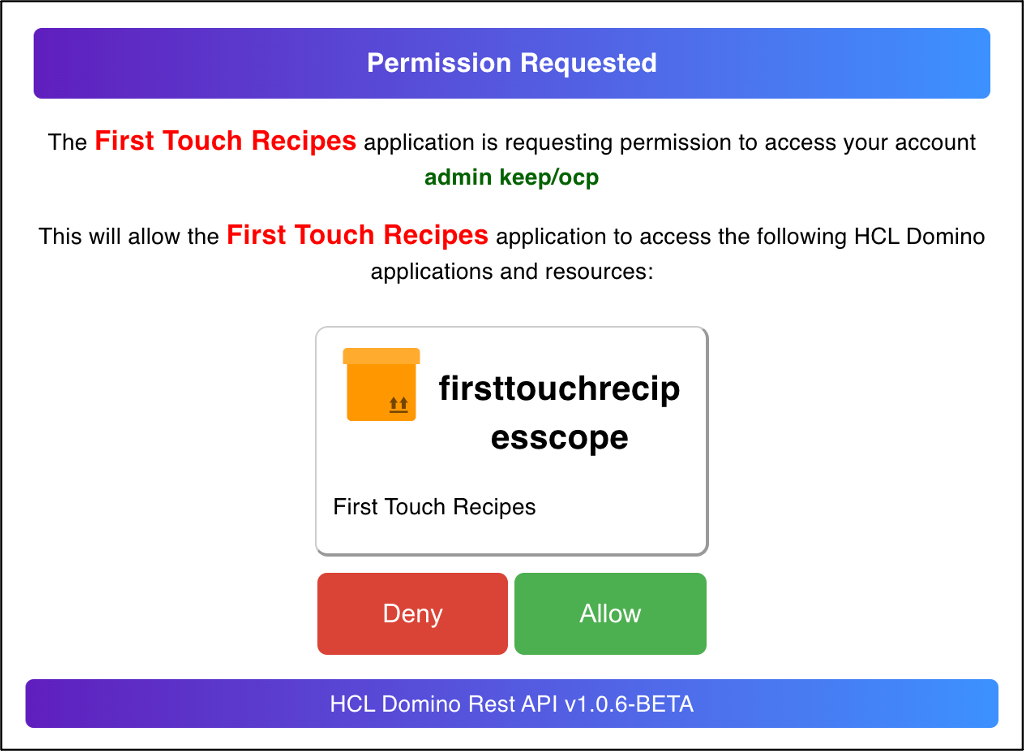 Permission Requested
The First Touch Recipes application is requesting permission to access your account
admin keep/ocp
This will allow the First Touch Recipes application to access the following HCL Domino
applications and resources:
firsttouchrecip
esscope
First Touch Recipes
Deny Allow
HCL Domino Rest API v1.0.6-BETA